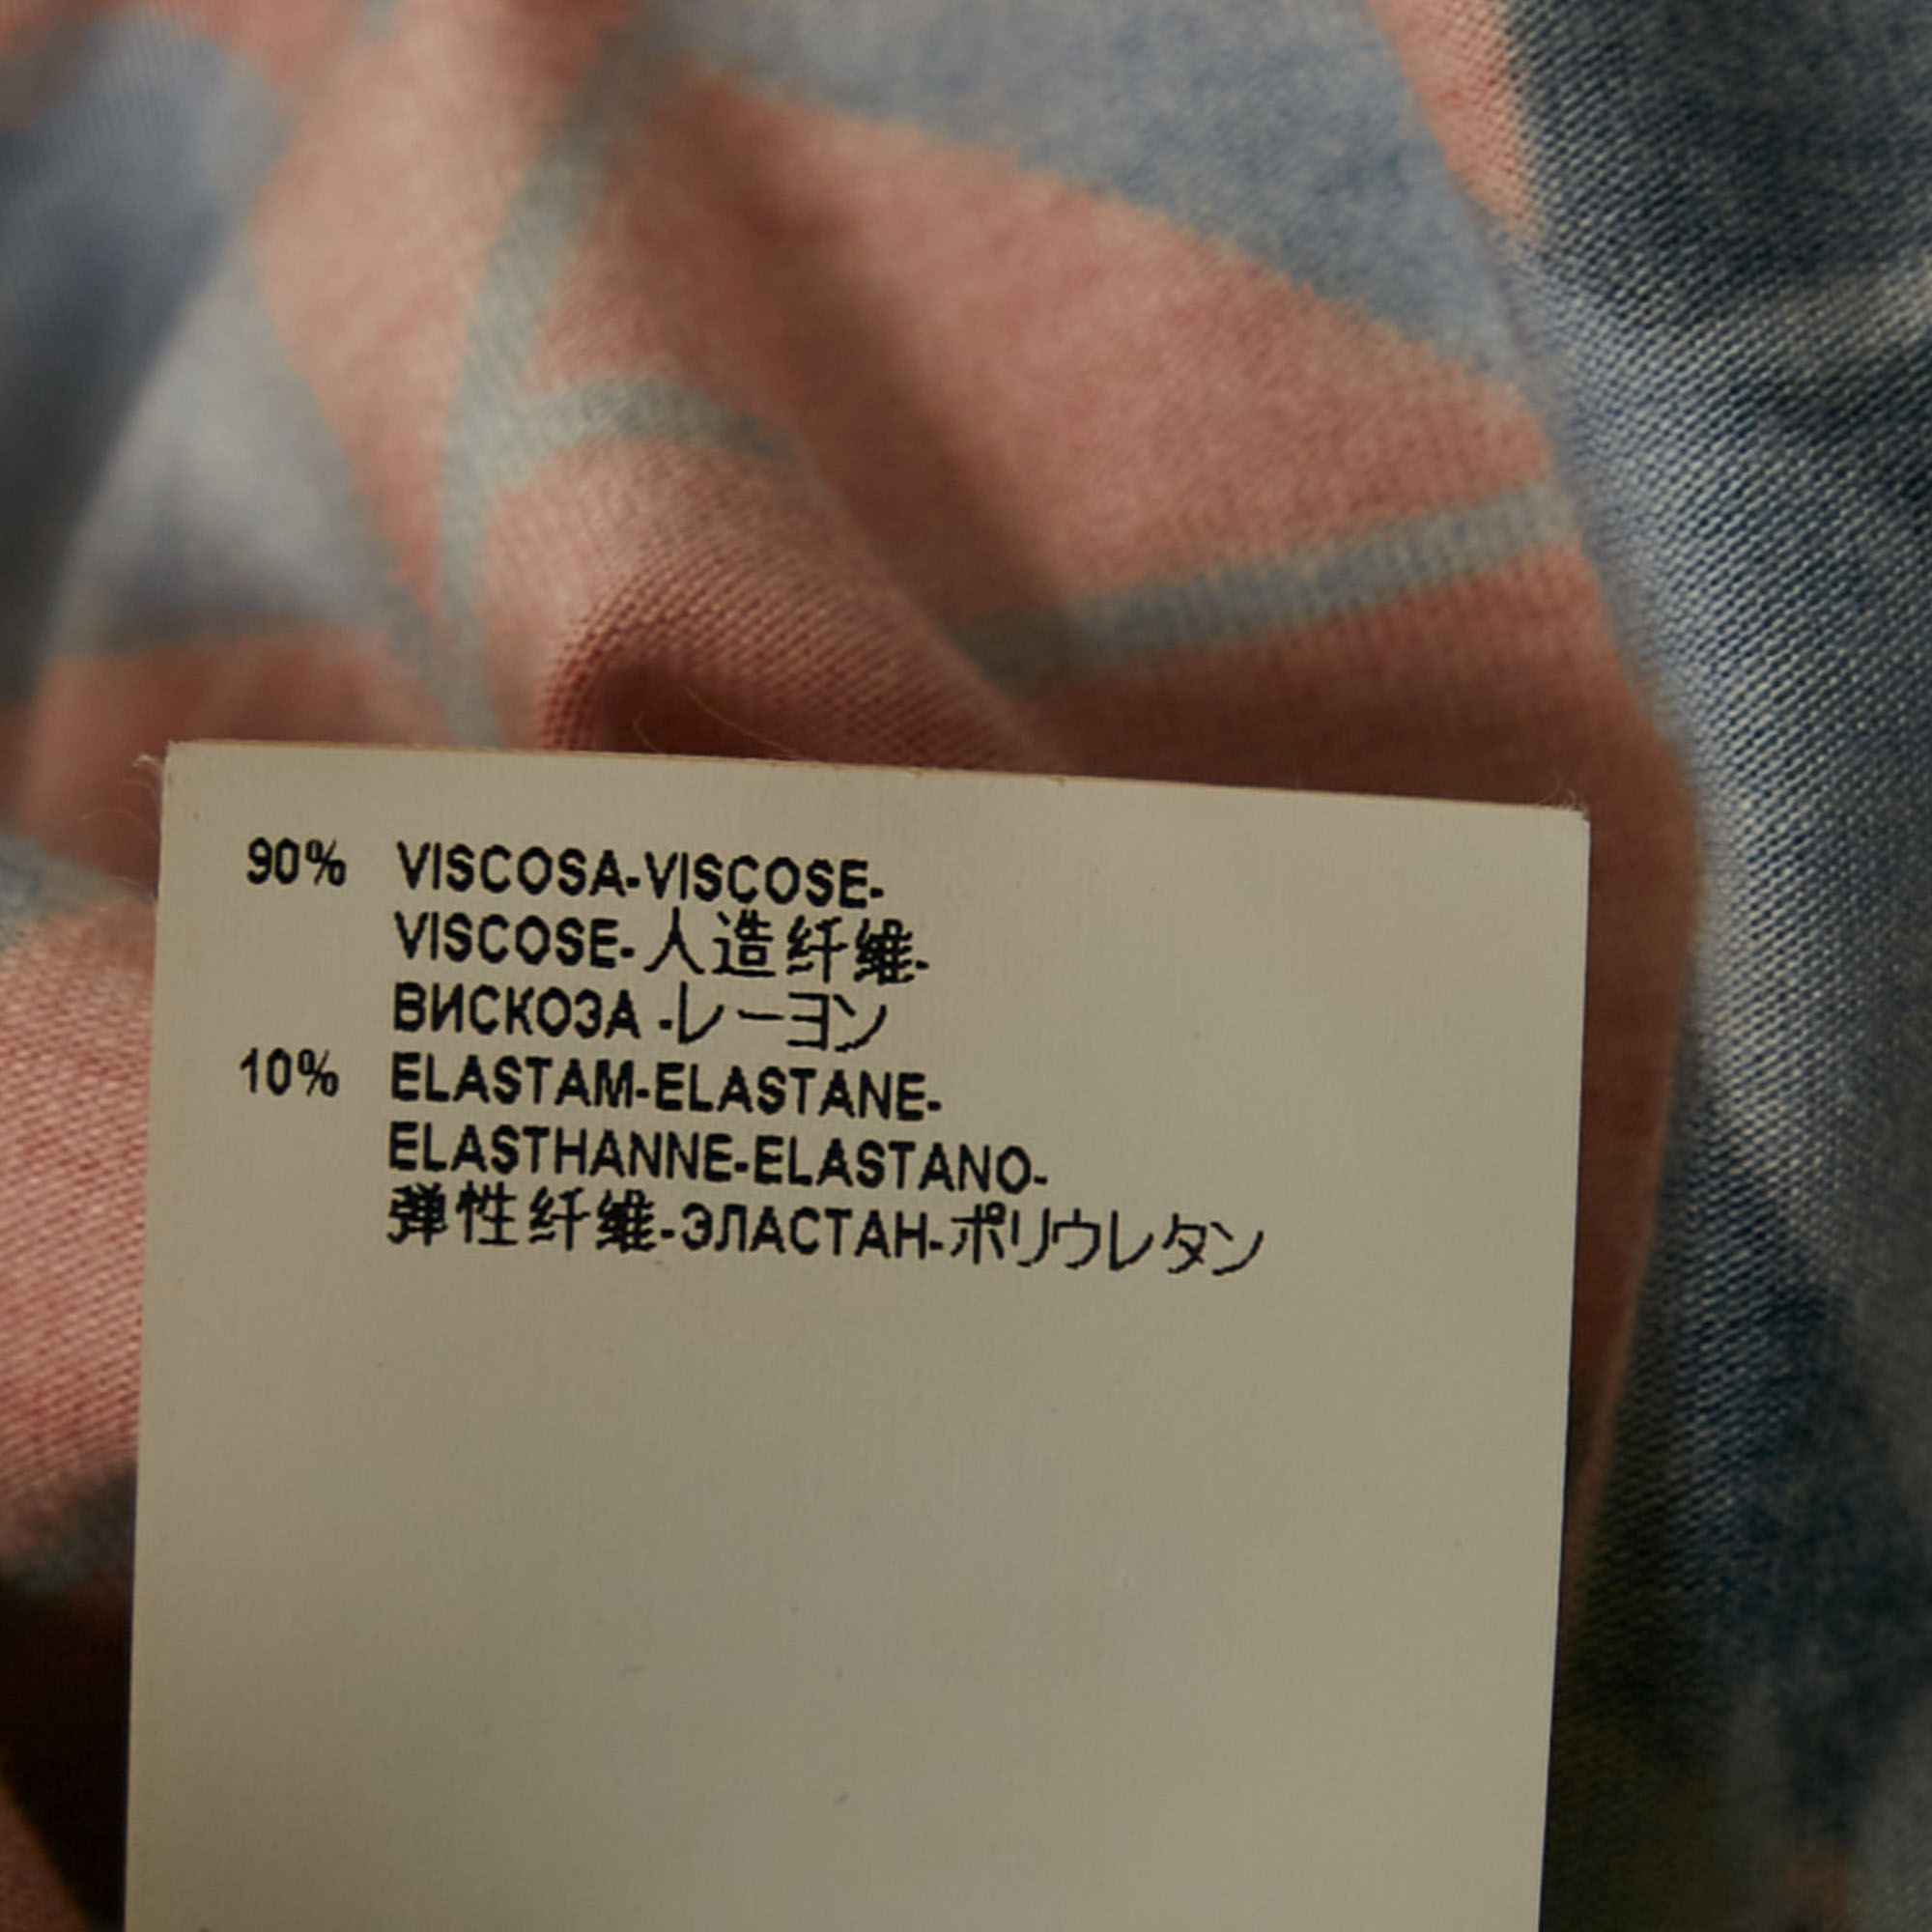 90% VISCOSA-VISCOSE-
VISCOSE-人造纤维-
ВИСКОЗА -レーヨン
10% ELASTAM-ELASTANE-
ELASTHANNE-ELASTANO-
弹性纤维-ЭЛАСТАН-ポリウレタン